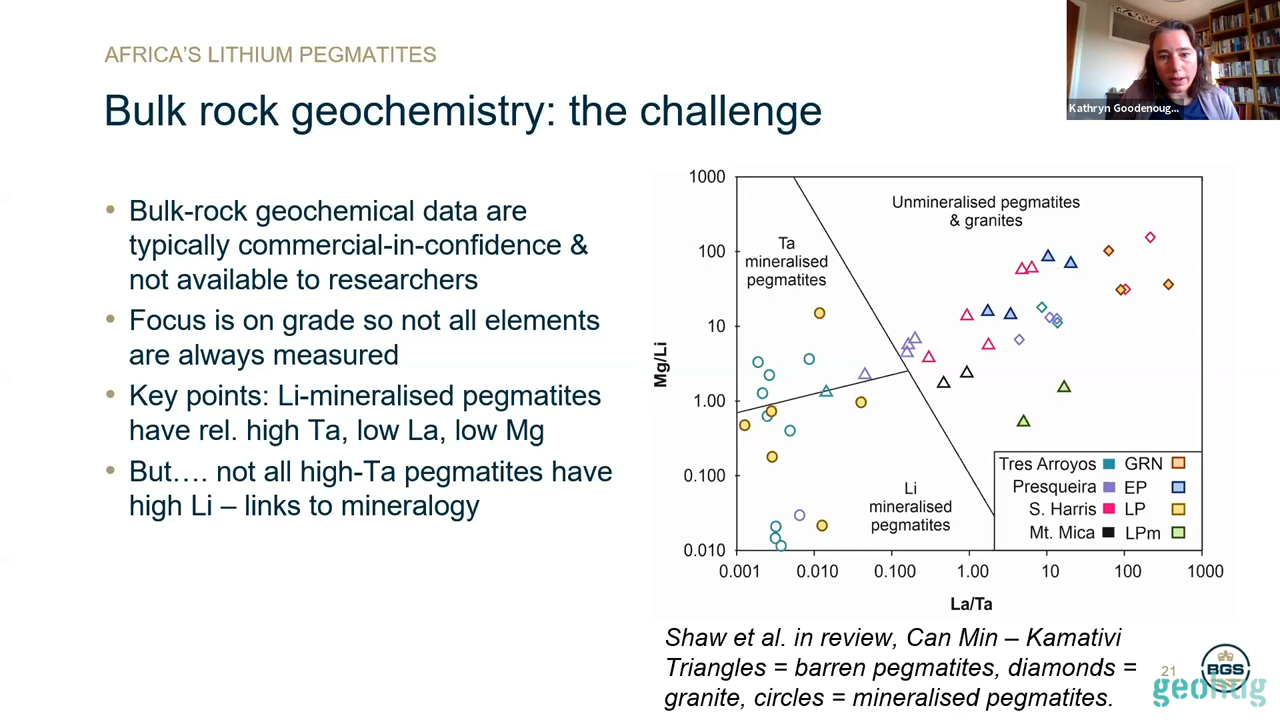 AFRICA'S LITHIUM PEGMATITES
Bulk rock geochemistry: the challenge
Kathryn Goodenoug...
• Bulk-rock geochemical data are
typically commercial-in-confidence &
not available to researchers
• Focus is on grade so not all elements
are always measured
• Key points: Li-mineralised pegmatites
have rel. high Ta, low La, low Mg
• But…. not all high-Ta pegmatites have
high Li – links to mineralogy
1000
100
10
1.00
0.100
0.010
Mg/Li
Unmineralised pegmatites
& granites
Ta
mineralised
pegmatites
Li
mineralised
pegmatites
Tres Arroyos GRN
Presqueira EP
S. Harris LP
Mt. Mica LPm
0.001 0.010 0.100 1.00 10 100 1000
La/Ta
Shaw et al. in review, Can Min – Kamativi
Triangles = barren pegmatites, diamonds =
granite, circles = mineralised pegmatites.
21
BGS
geohug